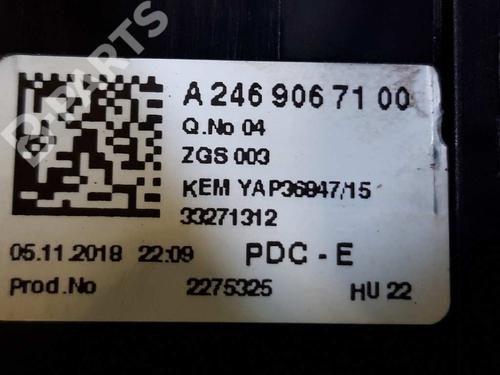 B-PARTS
A 246 906 71 00
Q.No 04
ZGS 003
KEM YAP36847/15
33271312
05.11.2018 22:09 PDC - E
Prod.No 2275325 HU 22